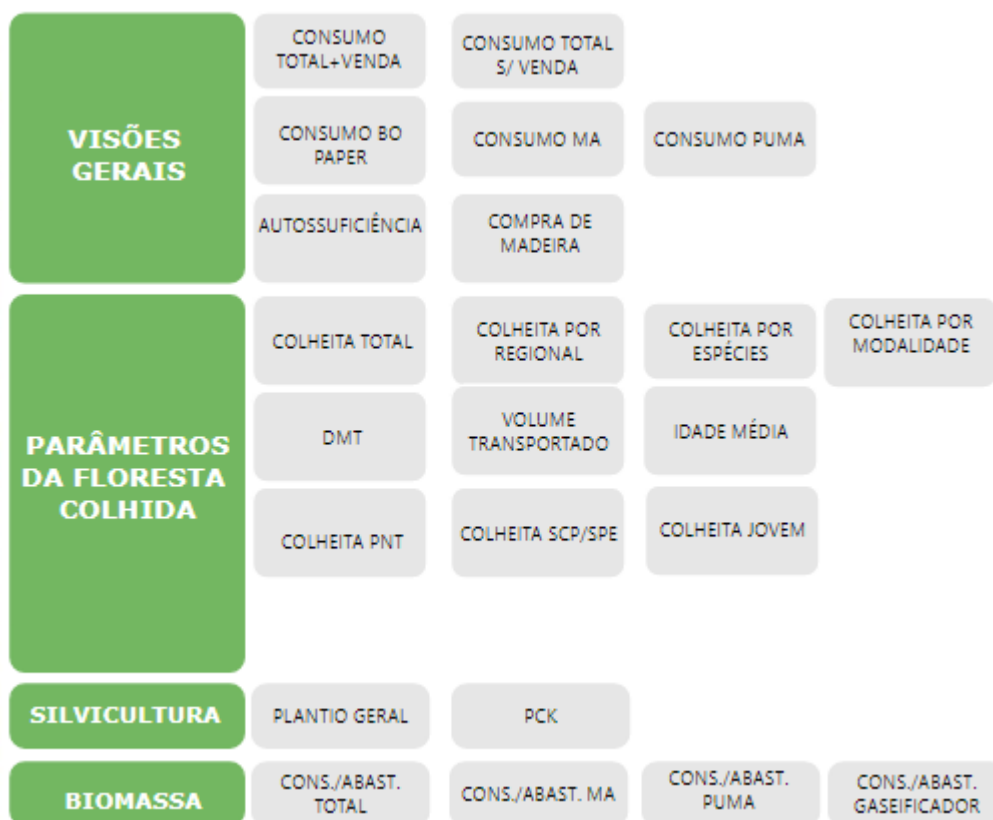 VISÕES
GERAIS
CONSUMO
TOTAL+VENDA
CONSUMO TOTAL
S/ VENDA
CONSUMO BO
PAPER
CONSUMO MA
CONSUMO PUMA
AUTOSSUFICIÊNCIA
COMPRA DE
MADEIRA
PARÂMETROS
DA FLORESTA
COLHIDA
COLHEITA TOTAL
COLHEITA POR
REGIONAL
COLHEITA POR
ESPÉCIES
COLHEITA POR
MODALIDADE
DMT
VOLUME
TRANSPORTADO
IDADE MÉDIA
COLHEITA PNT
COLHEITA SCP/SPE
COLHEITA JOVEM
SILVICULTURA
PLANTIO GERAL
PCK
BIOMASSA
CONS./ABAST.
TOTAL
CONS./ABAST. MA
CONS./ABAST.
PUMA
CONS./ABAST.
GASEIFICADOR